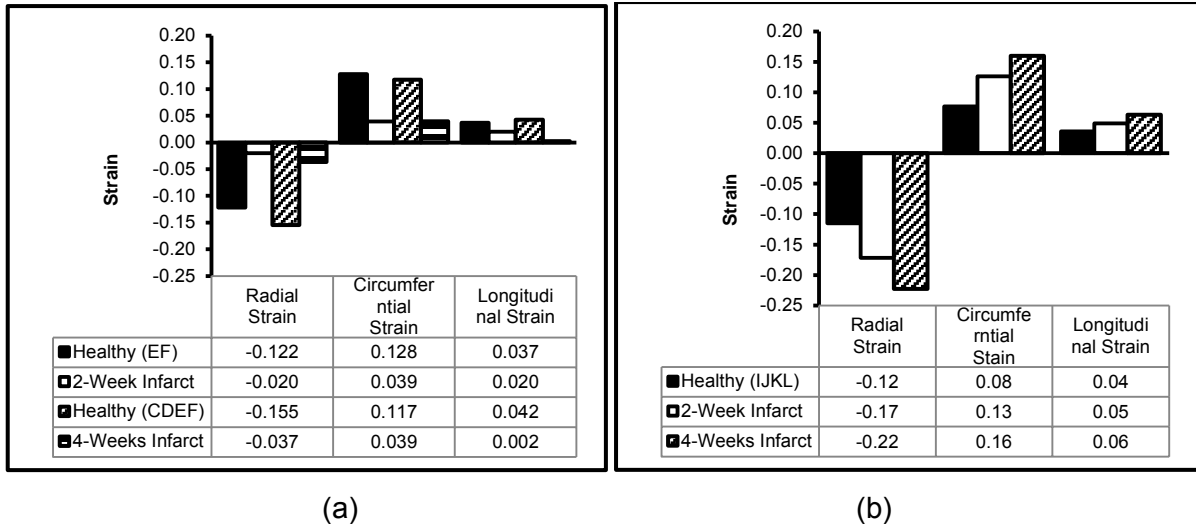 0.20
0.15
0.10
0.05
0.00
-0.05
-0.10
-0.15
-0.20
-0.25
Strain
Radial
Strain
Circumfer
ntial
Strain
Longitudi
nal Strain
Healthy (EF) -0.122 0.128 0.037
2-Week Infarct -0.020 0.039 0.020
Healthy (CDEF) -0.155 0.117 0.042
4-Weeks Infarct -0.037 0.039 0.002
(a)
0.20
0.15
0.10
0.05
0.00
-0.05
-0.10
-0.15
-0.20
-0.25
Strain
Radial
Strain
Circumfe
rntial
Stain
Longitudi
nal Strain
Healthy (IJKL) -0.12 0.08 0.04
2-Week Infarct -0.17 0.13 0.05
4-Weeks Infarct -0.22 0.16 0.06
(b)